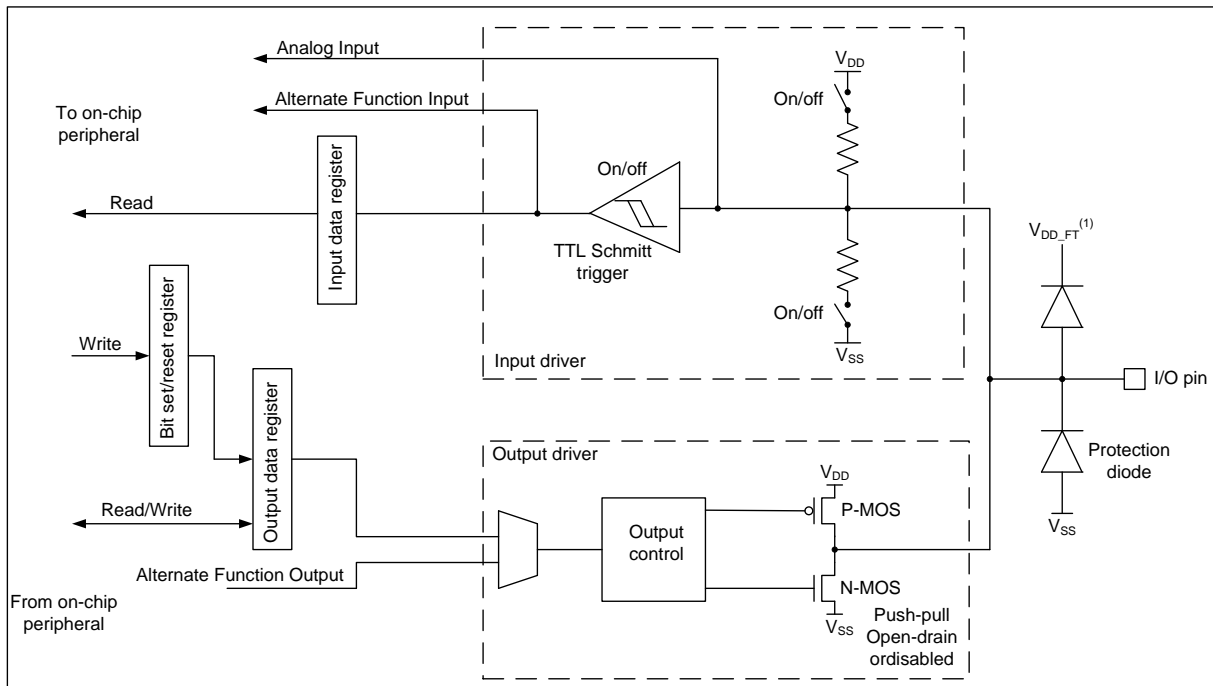 Analog Input
V_DD
On/off
Alternate Function Input
To on-chip
peripheral
On/off
Input data register
Read
V_DD_FT^(1)
TTL Schmitt
trigger
Bit set/reset register
On/off
Write
V_SS
Input driver
I/O pin
Output data register
Output driver
Protection
diode
V_DD
Read/Write
P-MOS
V_SS
Output
control
Alternate Function Output
N-MOS
From on-chip
peripheral
V_SS
Push-pull
Open-drain
ordisabled